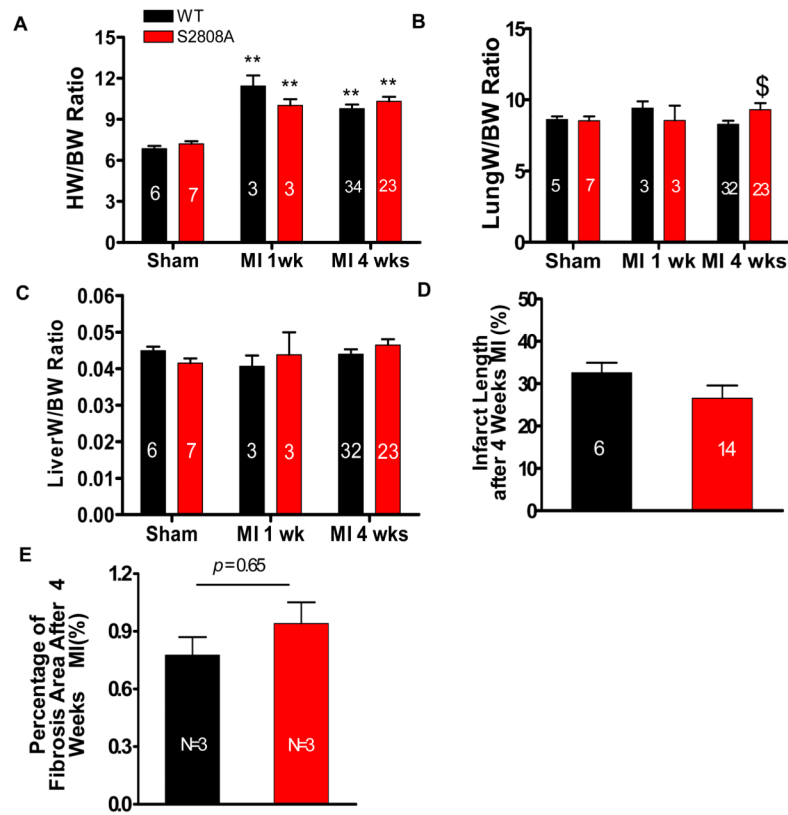 A
WT
S2808A
HW/BW Ratio
15
12
9
6
3
0
**
**
**
**
6
7
3
3
34
23
Sham
MI 1wk
MI 4 wks
B
LungW/BW Ratio
15
10
5
0
$
5
7
3
3
32
23
Sham
MI 1 wk
MI 4 wks
C
LiverW/BW Ratio
0.06
0.05
0.04
0.03
0.02
0.01
0.00
6
7
3
3
32
23
Sham
MI 1 wk
MI 4 wks
D
Infarct Length
after 4 Weeks MI (%)
50
40
30
20
10
0
6
14
E
Percentage of
Fibrosis Area After 4
Weeks MI(%)
1.2
0.9
0.6
0.3
0.0
p=0.65
N=3
N=3